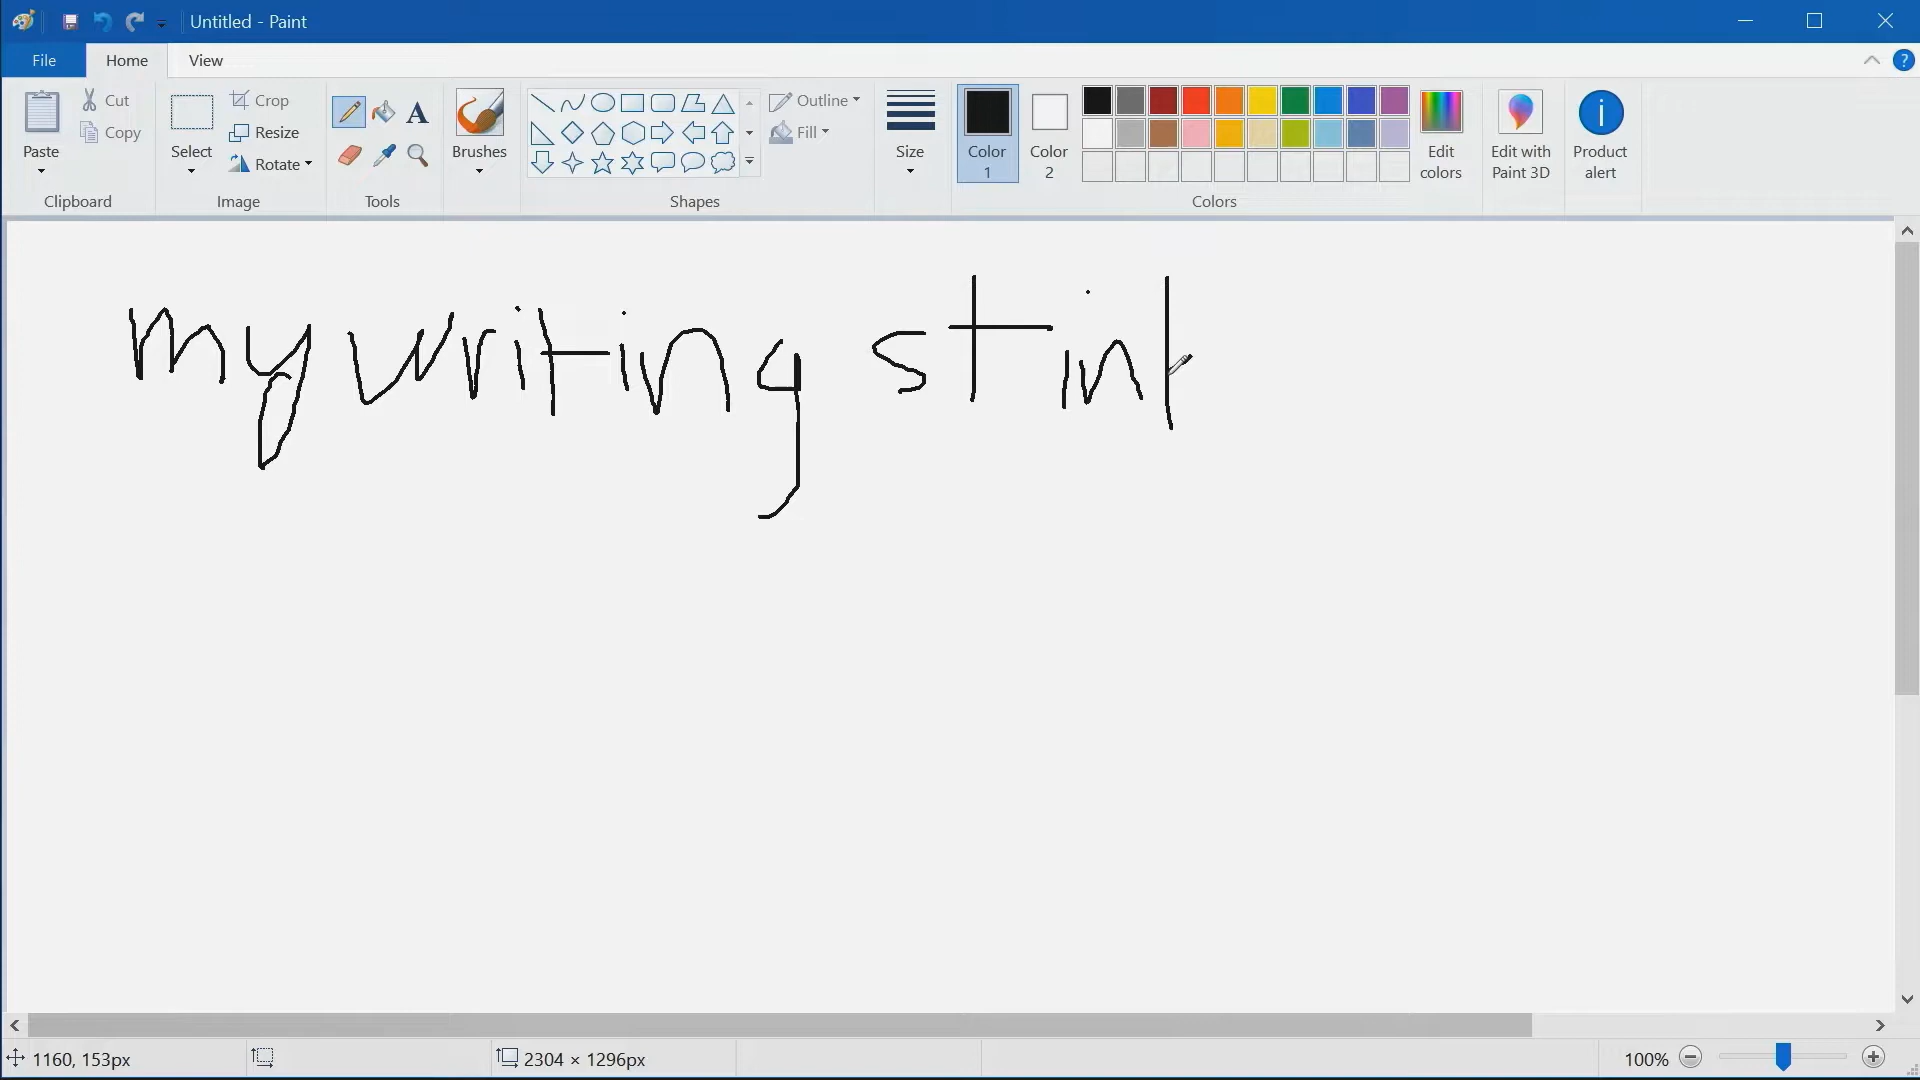 Untitled - Paint
File Home View
Paste Cut Copy Clipboard
Select Crop Resize Rotate Image
Tools
A
Brushes
Shapes
Outline Fill
Size
Color 1
Color 2
Edit colors
Colors
Edit with Paint 3D
Product alert
my writing stin
1160, 153px
2304 × 1296px
100%